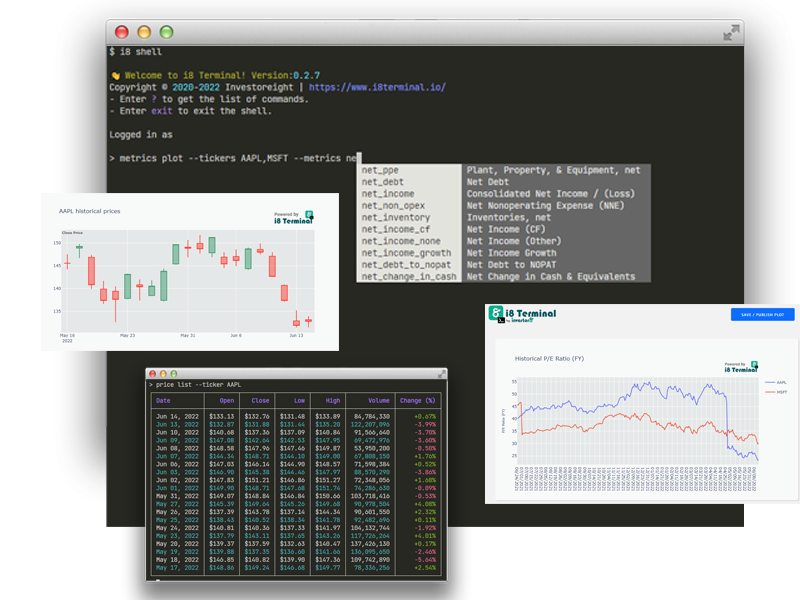 $ i8 shell
👋 Welcome to i8 Terminal! Version:0.2.7
Copyright © 2020-2022 Investoreight | https://www.i8terminal.io/
- Enter ? to get the list of commands.
- Enter exit to exit the shell.
Logged in as
> metrics plot --tickers AAPL,MSFT --metrics ne
net_ppe Plant, Property, & Equipment, net
net_debt Net Debt
net_income Consolidated Net Income / (Loss)
net_non_opex Net Nonoperating Expense (NNE)
net_inventory Inventories, net
net_income_cf Net Income (CF)
net_income_none Net Income (Other)
net_income_growth Net Income Growth
net_debt_to_nopat Net Debt to NOPAT
net_change_in_cash Net Change in Cash & Equivalents
AAPL historical prices
Powered by
i8 Terminal
Close Price
150
145
140
135
May 16 May 23 May 31 Jun 6 Jun 13
2022
i8 Terminal
by investor8
SAVE / PUBLISH PLOT
Historical P/E Ratio (FY)
Powered by
i8 Terminal
AAPL
MSFT
P/E Ratio (FY)
55
50
45
40
35
30
25
> price list --ticker AAPL
Date Open Close Low High Volume Change (%)
Jun 14, 2022 $133.13 $132.76 $131.48 $133.89 84,784,330 +0.67%
Jun 13, 2022 $132.87 $131.88 $131.44 $135.20 122,207,096 -3.99%
Jun 10, 2022 $140.68 $137.36 $137.09 $140.84 91,566,640 -3.70%
Jun 09, 2022 $147.08 $142.64 $142.53 $147.95 69,472,976 -3.60%
Jun 08, 2022 $148.58 $147.96 $147.46 $149.87 53,950,200 -0.50%
Jun 07, 2022 $144.34 $148.71 $144.10 $149.00 67,808,150 +1.76%
Jun 06, 2022 $147.03 $146.14 $144.90 $148.57 71,598,384 +0.52%
Jun 03, 2022 $146.90 $145.38 $144.46 $147.97 88,570,290 -3.86%
Jun 02, 2022 $147.83 $151.21 $146.86 $151.27 72,348,056 +1.68%
Jun 01, 2022 $149.90 $148.71 $147.68 $151.74 74,286,630 -0.09%
May 31, 2022 $149.07 $148.84 $146.84 $150.66 103,718,416 -0.53%
May 27, 2022 $145.39 $149.64 $145.26 $149.68 90,978,504 +4.08%
May 26, 2022 $137.39 $143.78 $137.14 $144.34 90,601,550 +2.32%
May 25, 2022 $138.43 $140.52 $138.34 $141.78 92,482,696 +0.11%
May 24, 2022 $140.81 $140.36 $137.33 $141.97 104,132,744 -1.92%
May 23, 2022 $137.79 $143.11 $137.65 $143.26 117,726,264 +4.01%
May 20, 2022 $139.37 $137.59 $132.63 $140.47 137,426,130 +0.17%
May 19, 2022 $139.88 $137.35 $136.60 $141.66 136,095,650 -2.46%
May 18, 2022 $146.85 $140.82 $139.90 $147.36 109,742,890 -5.64%
May 17, 2022 $148.86 $149.24 $146.68 $149.77 78,336,256 +2.54%